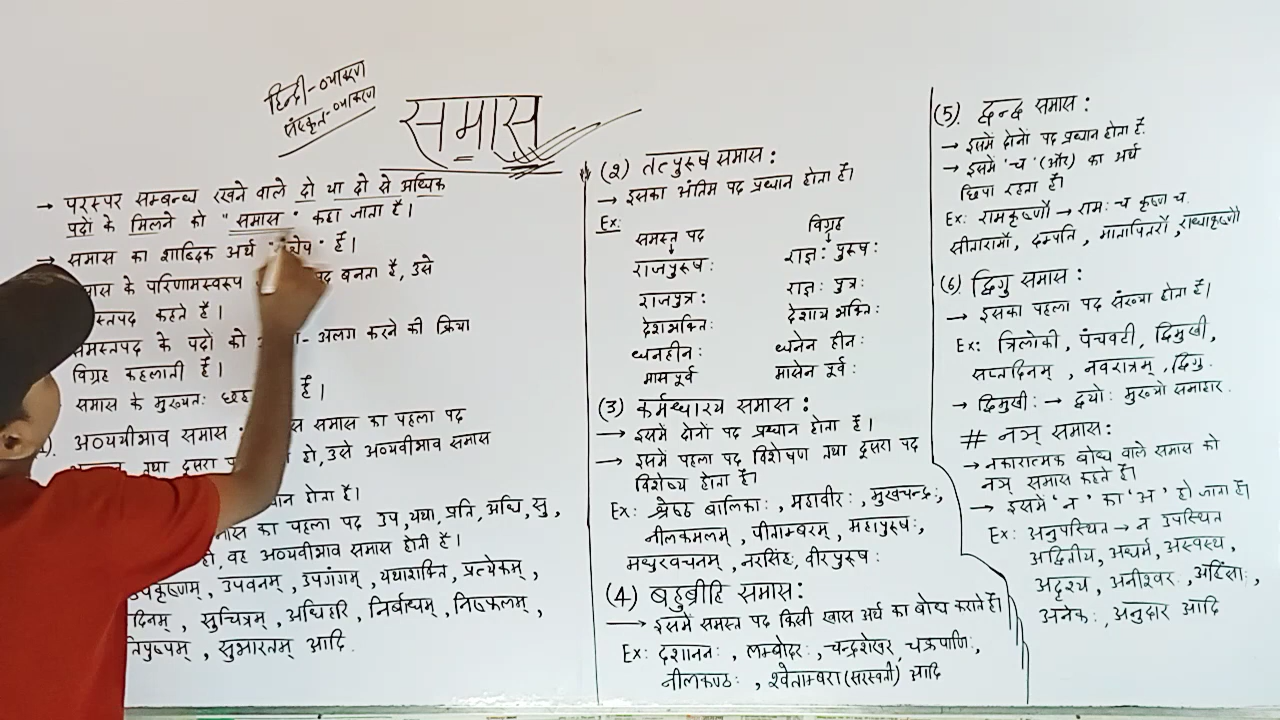 हिन्दी-व्याकरण
संस्कृत-व्याकरण
समास
→ परस्पर सम्बन्ध रखने वाले दो या दो से अधिक
पदों के मिलने को "समास" कहा जाता है।
→ समास का शाब्दिक अर्थ है।
के परिणामस्वरूप बनता है, उसे
कहते हैं।
समस्तपद के पदों को - अलग करने की क्रिया
विग्रह कहलाती है।
समास के मुख्यतः छह हैं।
अव्ययीभाव समास : समास का पहला पद
तथा दूसरा हो, उसे अव्ययीभाव समास
होता है।
समास का पहला पद उप, यथा, प्रति, अधि, सु,
हो, वह अव्ययीभाव समास होती है।
उपकृष्णम्, उपवनम्, उपगंगम्, यथाशक्ति, प्रत्येकम्,
दिनम्, सुचित्रम्, अधिहरि, निर्बाधम्, निष्कलम्,
सुभारतम् आदि.
(२) तत्पुरूष समास :
→ इसका अंतिम पद प्रधान होता है।
Ex: समस्त पद विग्रह
राजपुरूषः राज्ञः पुरूषः
राजपुत्रः राज्ञः पुत्रः
देशभक्तिः देशाय भक्तिः
धनहीनः धनेन हीनः
मासपूर्व मासेन पूर्वः
(3) कर्मधारय समास :
→ इसमें दोनों पद प्रधान होता है।
→ इसमें पहला पद विशेषण तथा दूसरा पद
विशेष्य होता है।
Ex: श्रेष्ठ बालिकाः, महावीरः, मुखचन्द्रः,
नीलकमलम्, पीताम्बरम्, महापुरूषः,
मधुरवचनम्, नरसिंहः, वीरपुरूषः
(4) बहुब्रीहि समास :
→ इसमें समस्त पद किसी खास अर्थ का बोध कराते है।
Ex: दशाननः, लम्बोदरः, चन्द्रशेखर, चक्रपाणिः,
नीलकण्ठः, श्वेताम्बरा (सरस्वती) आदि
(5). द्वन्द समास :
→ इसमें दोनों पद प्रधान होता है.
→ इसमें 'च' (और) का अर्थ
छिपा रहता है।
Ex: रामकृष्णौ → रामः च कृष्ण च.
सीतारामौ, दम्पति, मातापितरौ, राधाकृष्णौ
(6). द्विगु समास :
→ इसका पहला पद संख्या होता है।
Ex: त्रिलोकी, पंचवटी, द्विमुखी,
सप्तदिनम्, नवरात्रम्, द्विगु.
→ द्विमुखी: → द्वयोः मुखयो समाहार.
# नञ् समास :
→ नकारात्मक बोध वाले समास को
नञ् समास कहते है।
→ इसमें 'न' का 'अ' हो जाता है।
Ex: अनुपस्थित → न उपस्थित
अद्वितीय, अधर्म, अस्वस्थ,
अदृश्य, अनीश्वरः, अहिंसाः,
अनेकः, अनुदार आदि